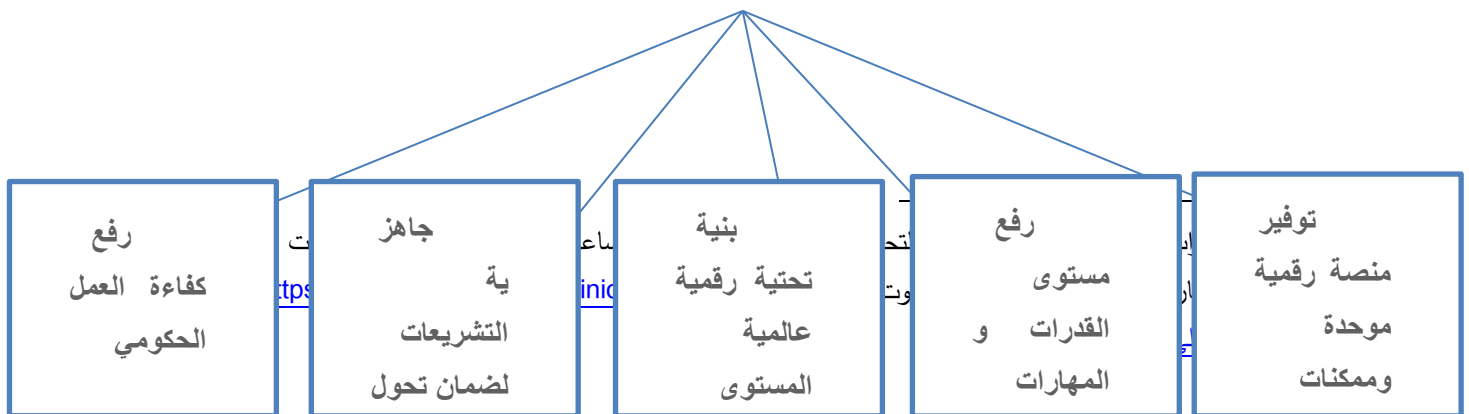 توفير
منصة رقمية
موحدة
وممكنات
رفع
مستوى
القدرات و
المهارات
بنية
تحتية رقمية
عالمية
المستوى
جاهز
ية
التشريعات
لضمان تحول
رفع
كفاءة العمل
الحكومي